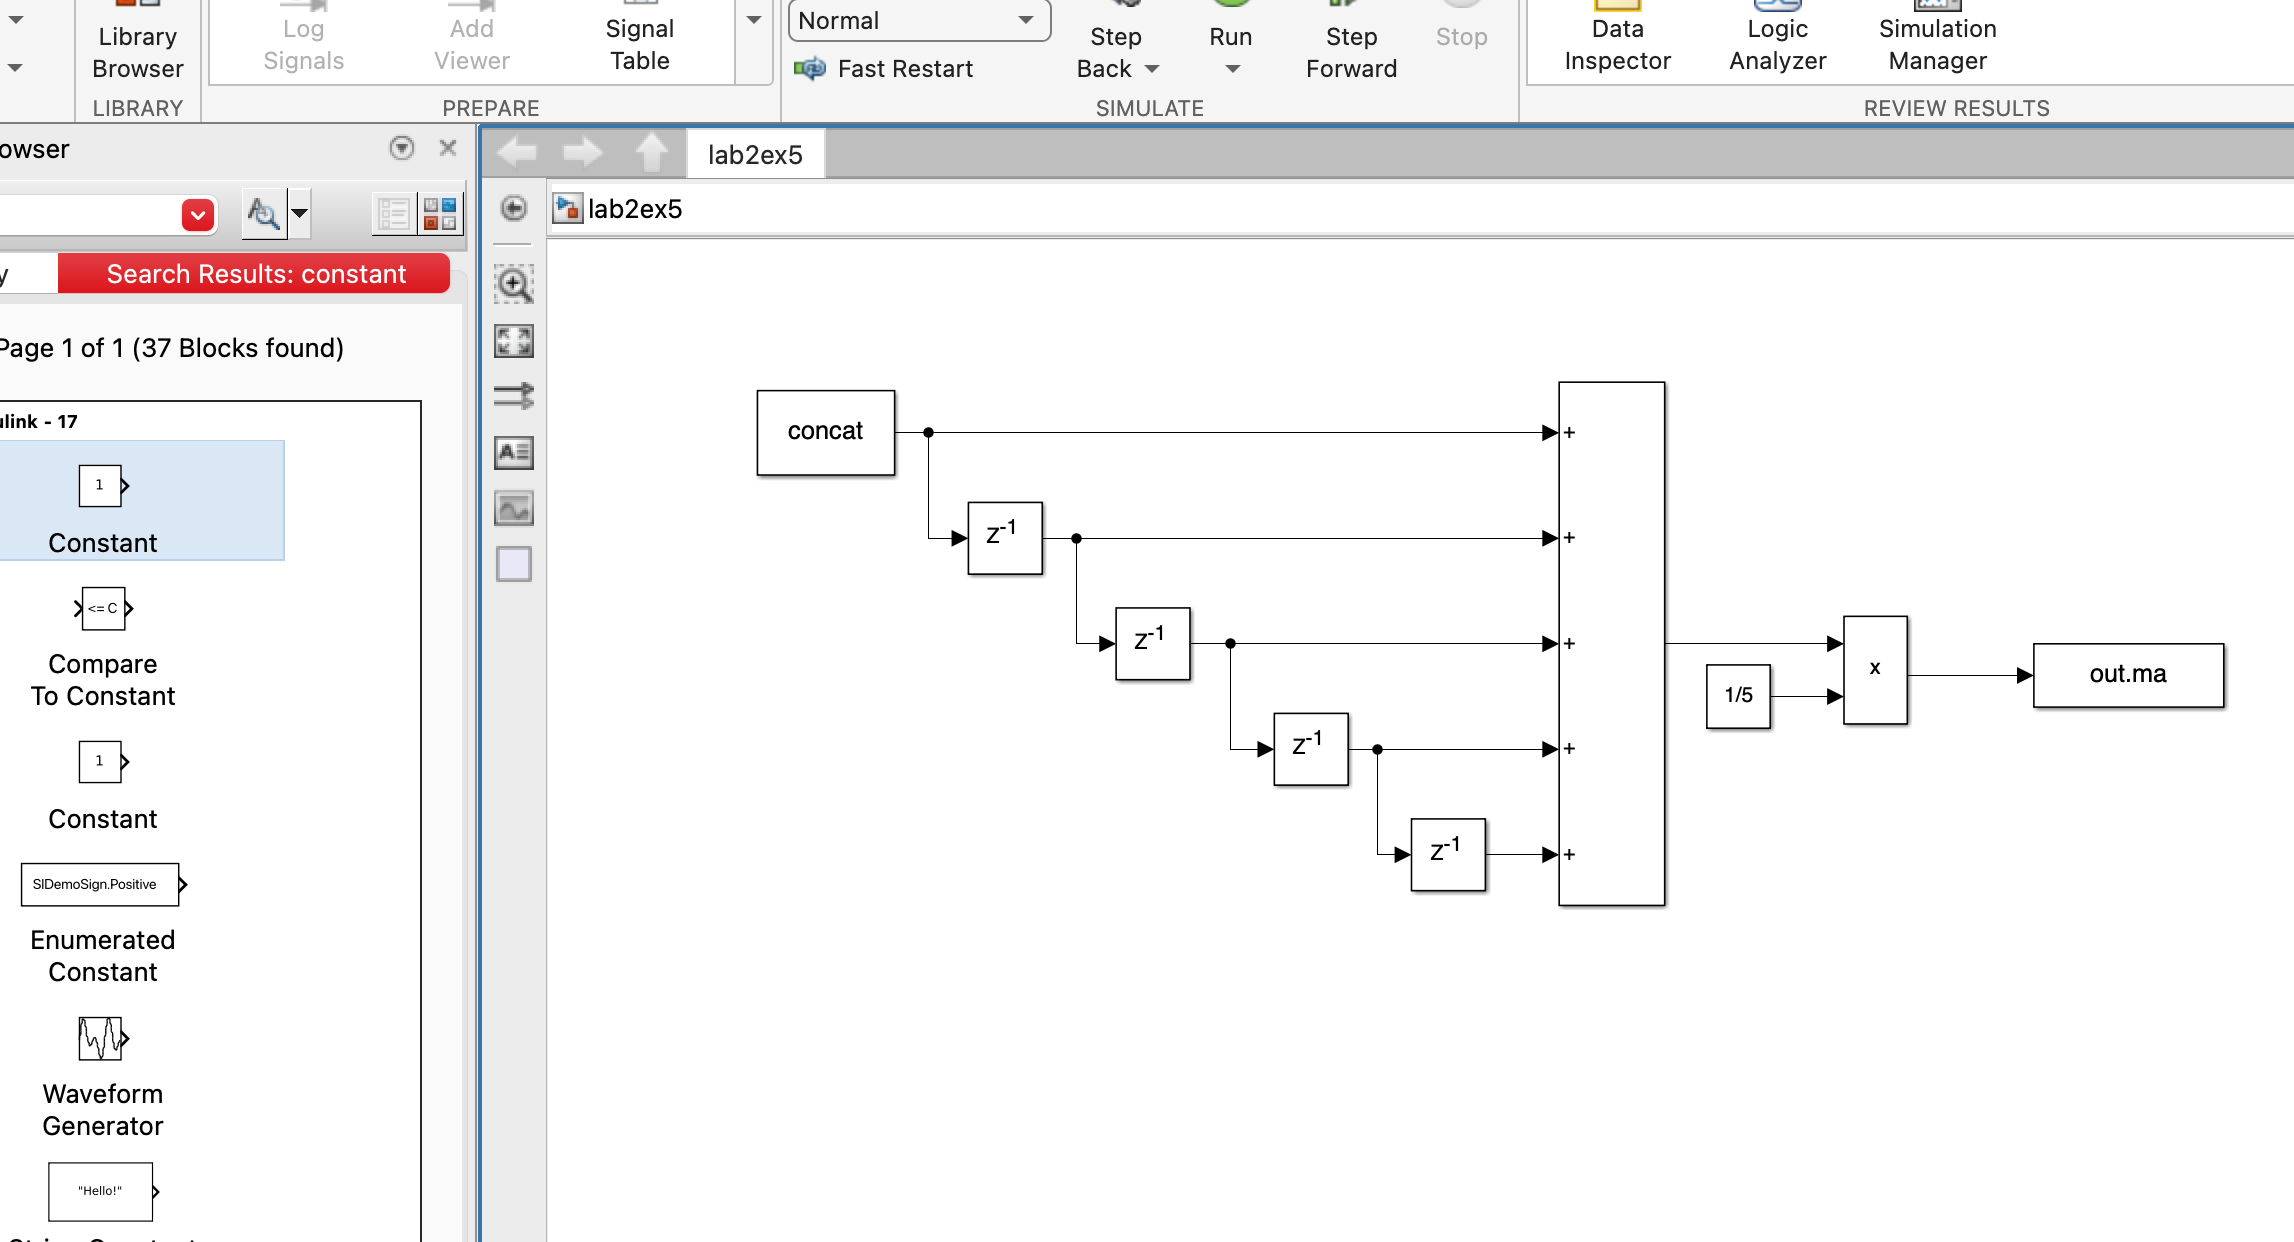 Library
Browser
LIBRARY
Log
Signals
Add
Viewer
Signal
Table
PREPARE
Normal
Fast Restart
Step
Back
Run
Step
Forward
Stop
SIMULATE
Data
Inspector
Logic
Analyzer
Simulation
Manager
REVIEW RESULTS
owser
lab2ex5
lab2ex5
y
Search Results: constant
Page 1 of 1 (37 Blocks found)
ulink - 17
1
Constant
<= C
Compare
To Constant
1
Constant
SlDemoSign.Positive
Enumerated
Constant
Waveform
Generator
"Hello!"
concat
z-1
z-1
z-1
z-1
+
+
+
+
+
1/5
x
out.ma